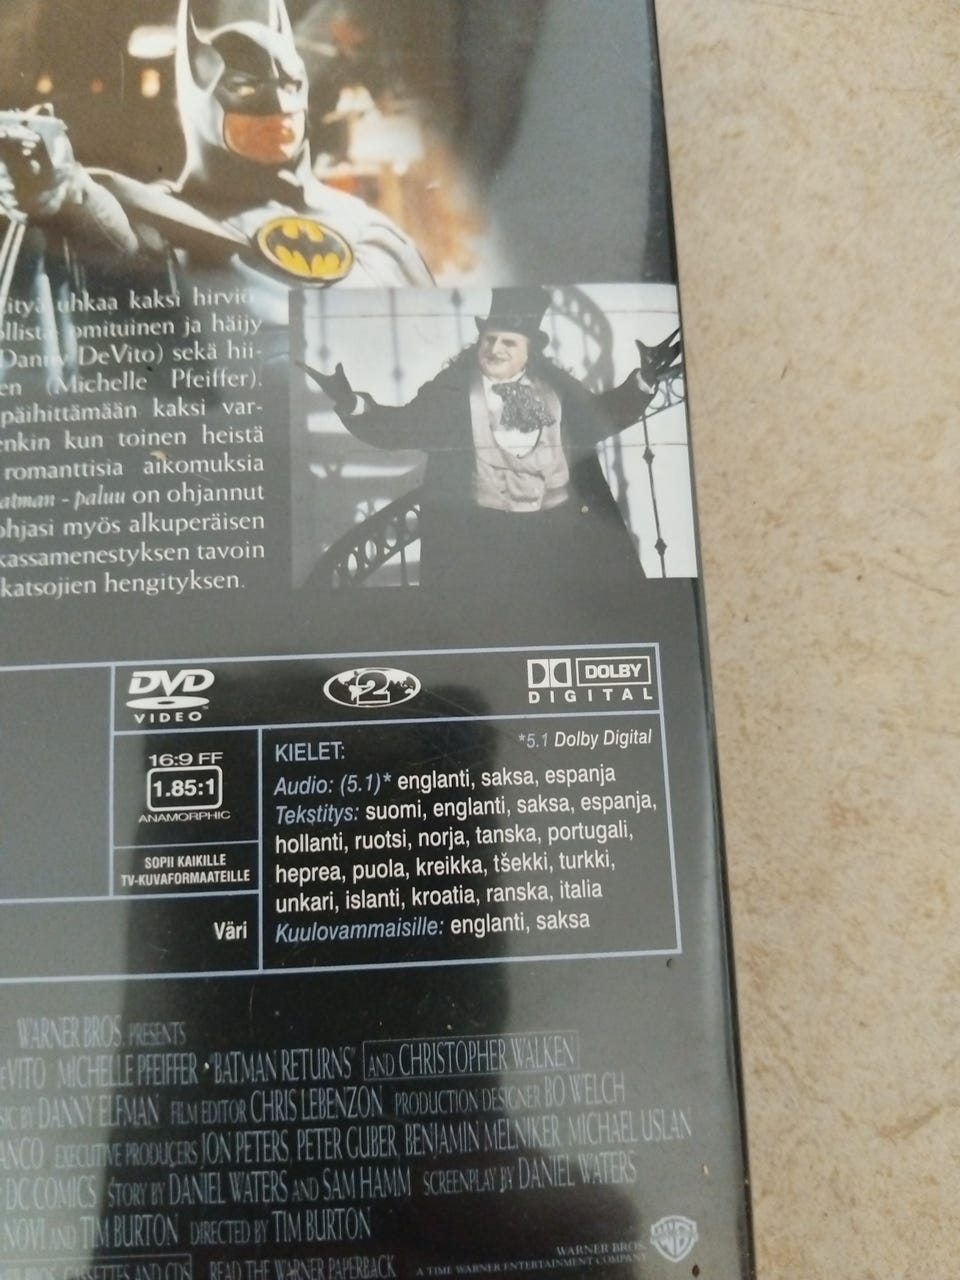 uhkaa kaksi hirviö
omituinen ja häijy
DeVito) sekä hii-
(Michelle Pfeiffer).
päihittämään kaksi var-
kun toinen heistä
romanttisia aikomuksia
- paluu on ohjannut
myös alkuperäisen
tavoin
katsojien hengityksen.
DVD
VIDEO
2
DOLBY
DIGITAL
16:9 FF
1.85:1
ANAMORPHIC
SOPII KAIKILLE
TV-KUVAFORMAATEILLE
Väri
KIELET:
*5.1 Dolby Digital
Audio: (5.1)* englanti, saksa, espanja
Tekstitys: suomi, englanti, saksa, espanja,
hollanti, ruotsi, norja, tanska, portugali,
heprea, puola, kreikka, tšekki, turkki,
unkari, islanti, kroatia, ranska, italia
Kuulovammaisille: englanti, saksa
WARNER BROS. PRESENTS
MICHELLE PFEIFFER · "BATMAN RETURNS" AND CHRISTOPHER WALKEN
BY DANNY ELFMAN FILM EDITOR CHRIS LEBENZON PRODUCTION DESIGNER BO WELCH
EXECUTIVE PRODUCERS JON PETERS, PETER GUBER, BENJAMIN MELNIKER, MICHAEL USLAN
DC COMICS STORY BY DANIEL WATERS AND SAM HAMM SCREENPLAY BY DANIEL WATERS
AND TIM BURTON DIRECTED BY TIM BURTON
CASSETTES AND CDS READ THE WARNER PAPERBACK
WARNER BROS.
A TIME WARNER ENTERTAINMENT COMPANY
WB